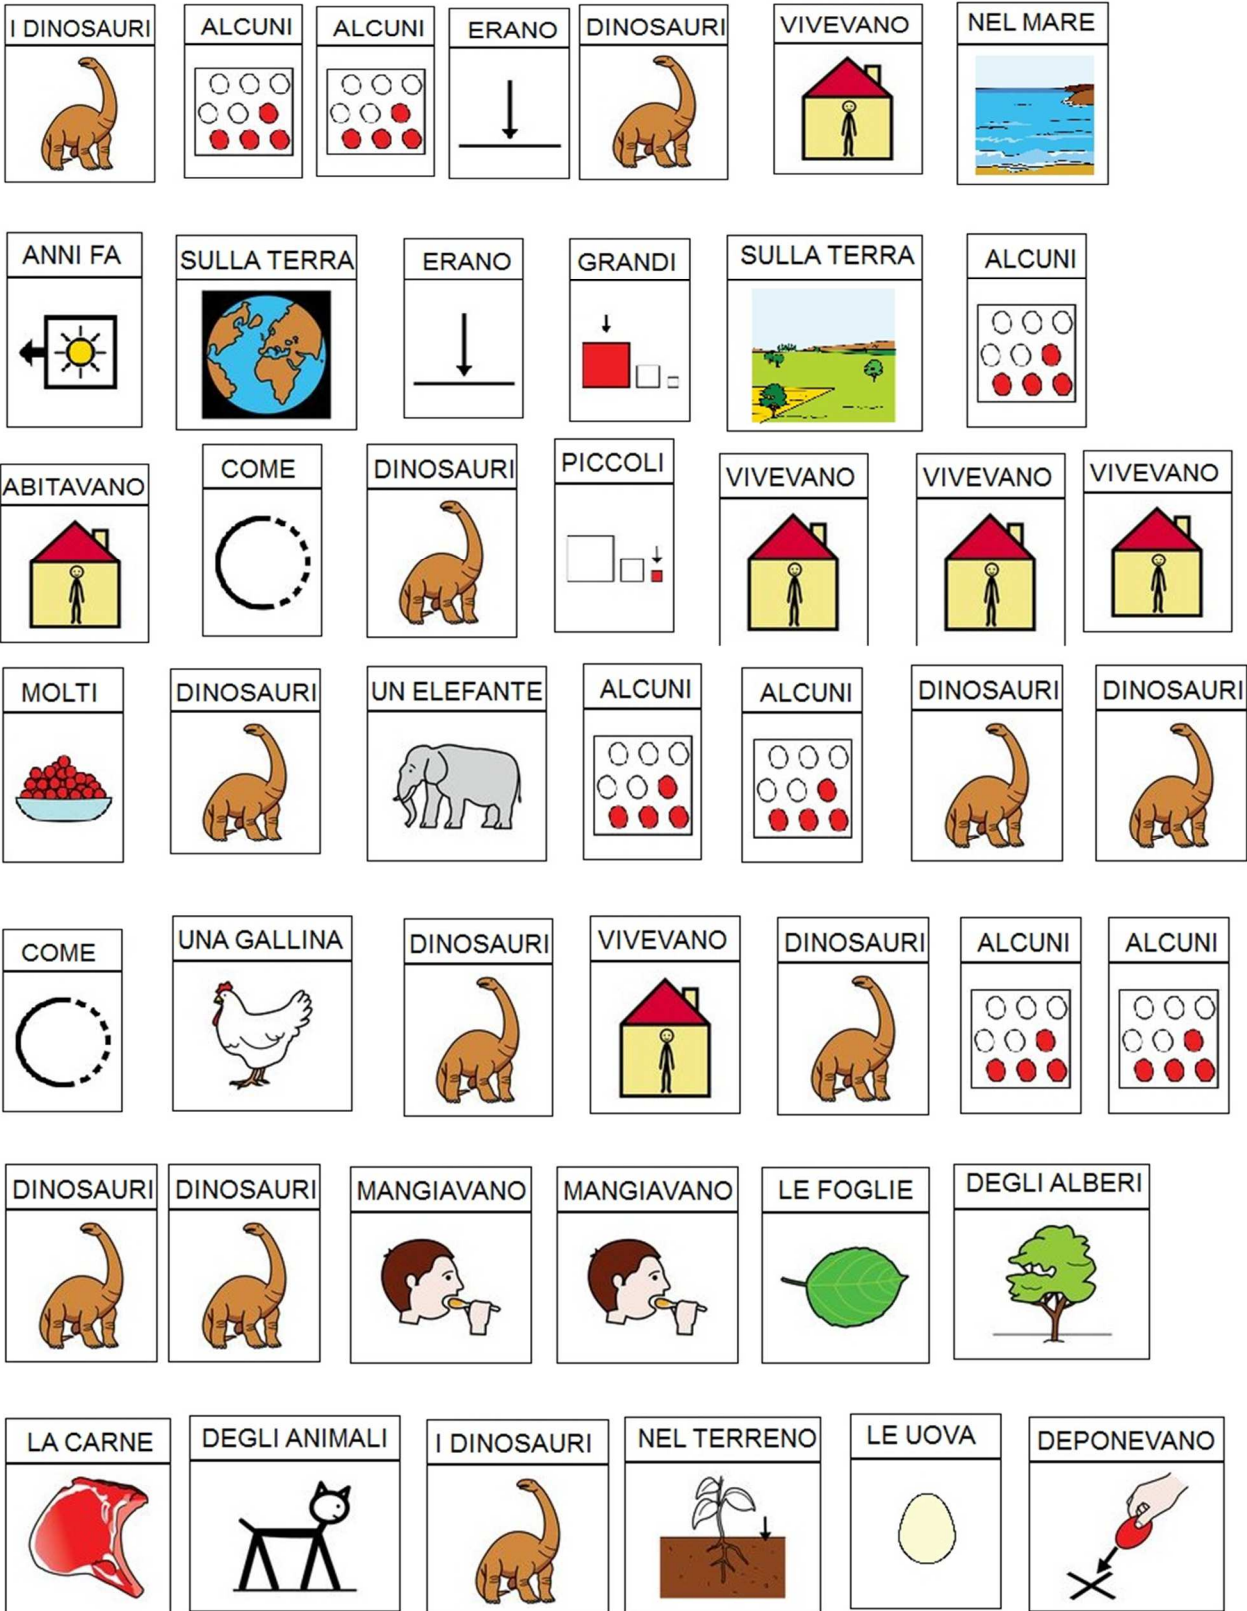 I DINOSAURI ALCUNI ALCUNI ERANO DINOSAURI VIVEVANO NEL MARE
ANNI FA SULLA TERRA ERANO GRANDI SULLA TERRA ALCUNI
ABITAVANO COME DINOSAURI PICCOLI VIVEVANO VIVEVANO VIVEVANO
MOLTI DINOSAURI UN ELEFANTE ALCUNI ALCUNI DINOSAURI DINOSAURI
COME UNA GALLINA DINOSAURI VIVEVANO DINOSAURI ALCUNI ALCUNI
DINOSAURI DINOSAURI MANGIAVANO MANGIAVANO LE FOGLIE DEGLI ALBERI
LA CARNE DEGLI ANIMALI I DINOSAURI NEL TERRENO LE UOVA DEPONEVANO